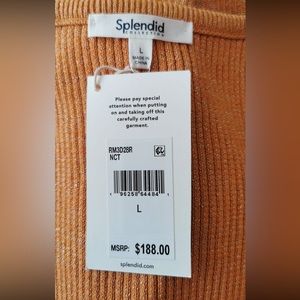 Splendid
COLLECTION
L
MADE IN
CHINA
Please pay special
attention when putting
on and taking off this
carefully crafted
garment.
RM3D26R
NCT
L
MSRP: $188.00
splendid.com